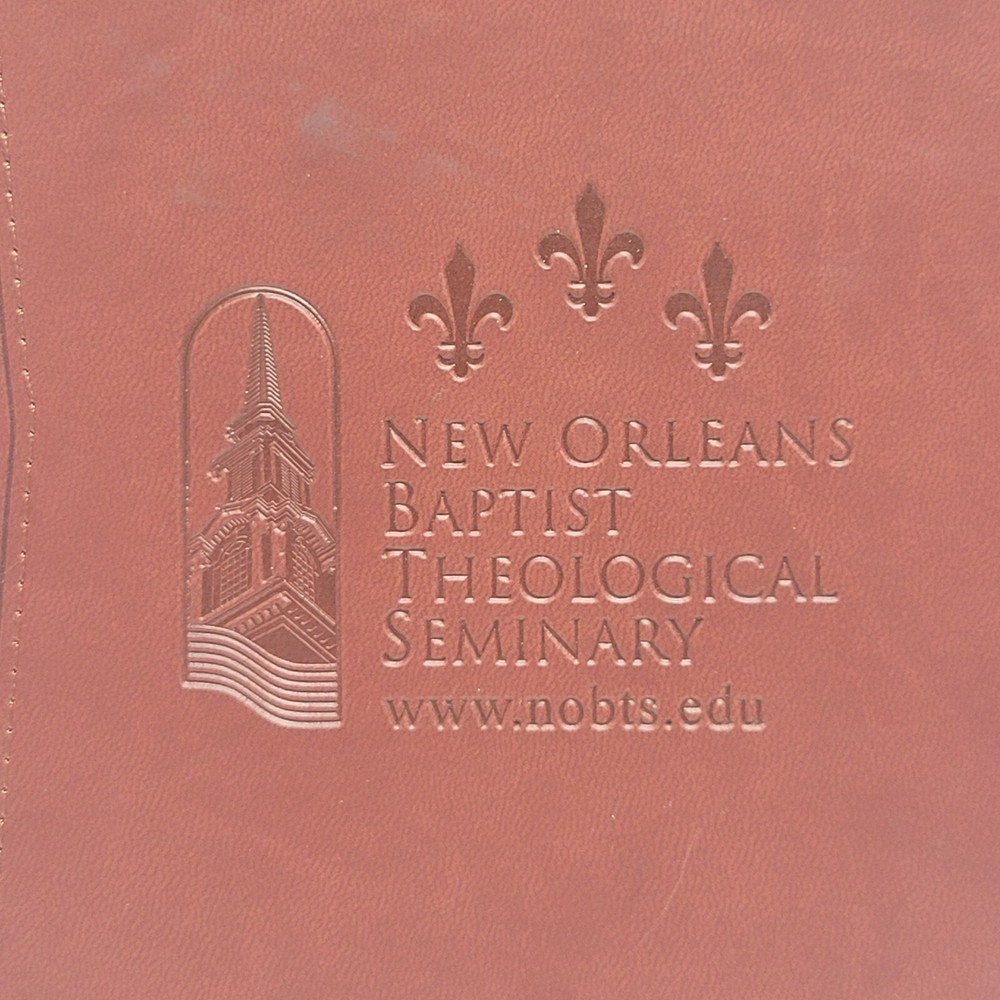 New Orleans
Baptist
Theological
Seminary
www.nobts.edu